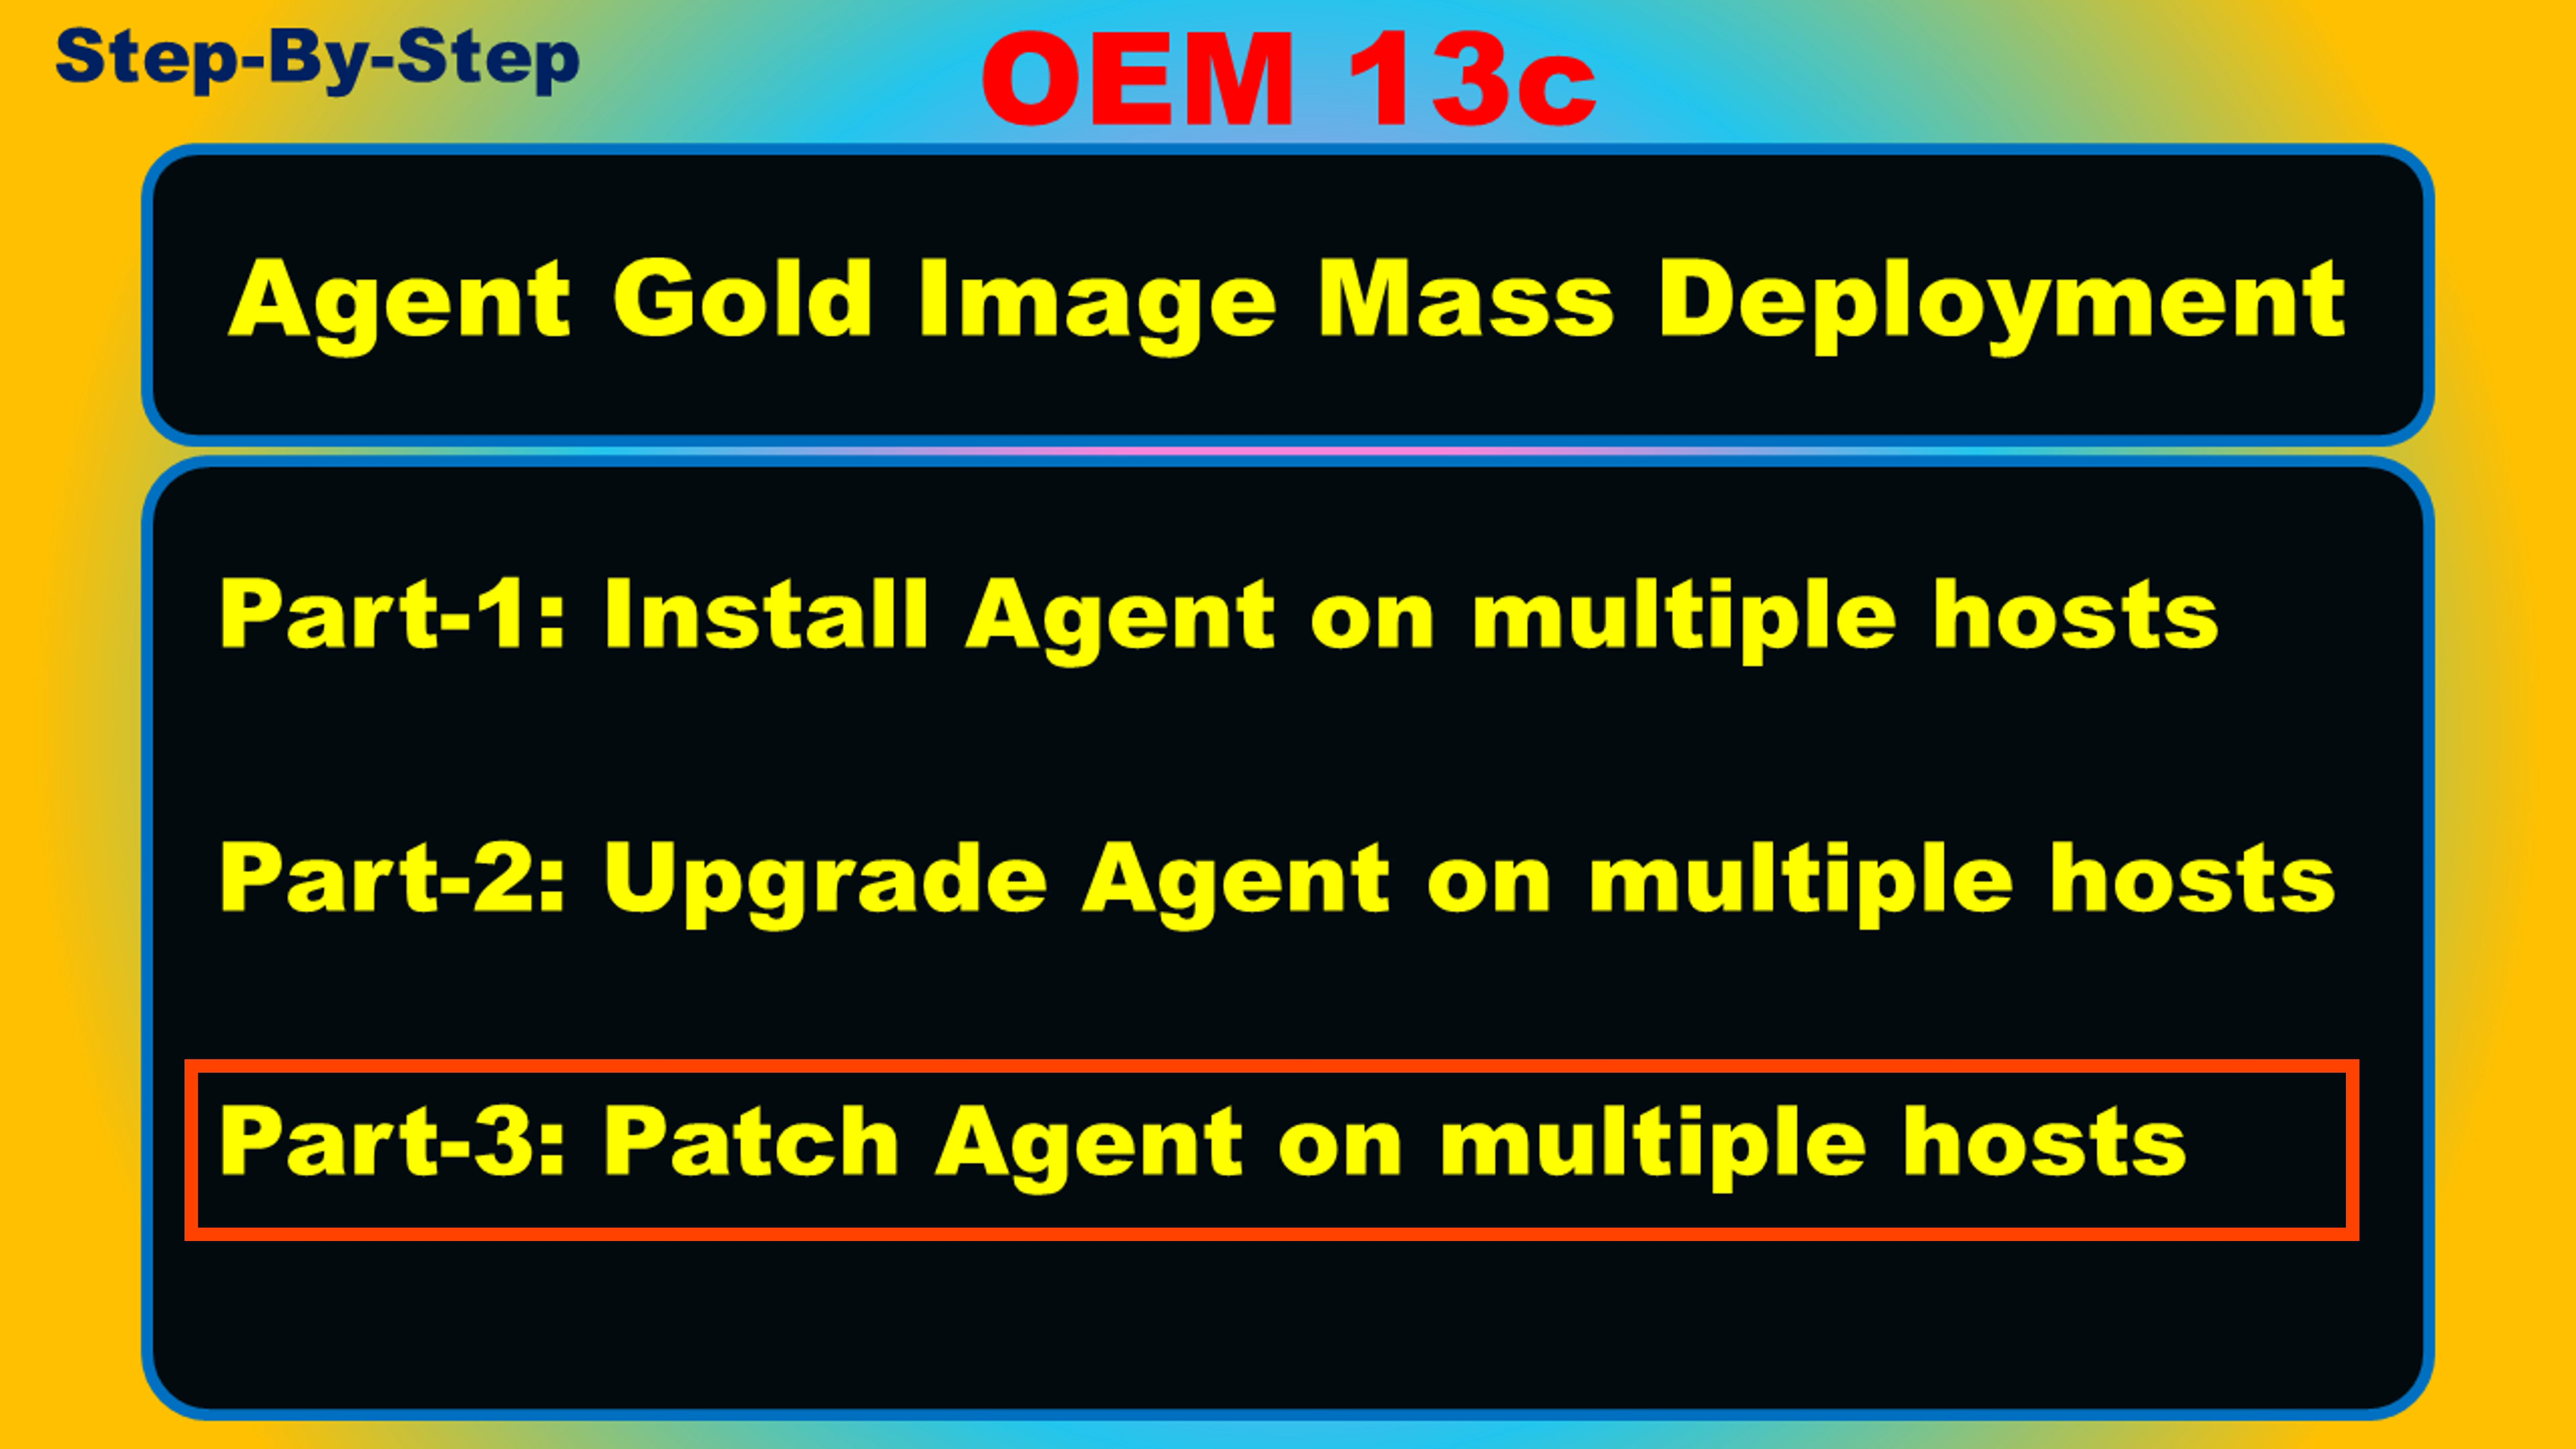 Step-By-Step
OEM 13c
Agent Gold Image Mass Deployment
Part-1: Install Agent on multiple hosts
Part-2: Upgrade Agent on multiple hosts
Part-3: Patch Agent on multiple hosts